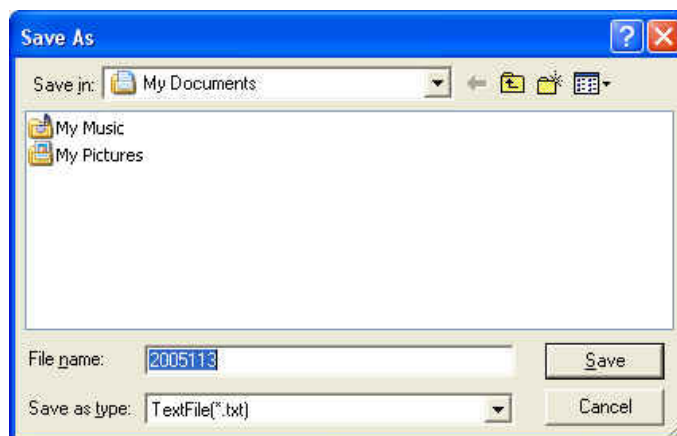 Save As
Save in: My Documents
My Music
My Pictures
File name: 2005113 Save
Save as type: TextFile(*.txt) Cancel